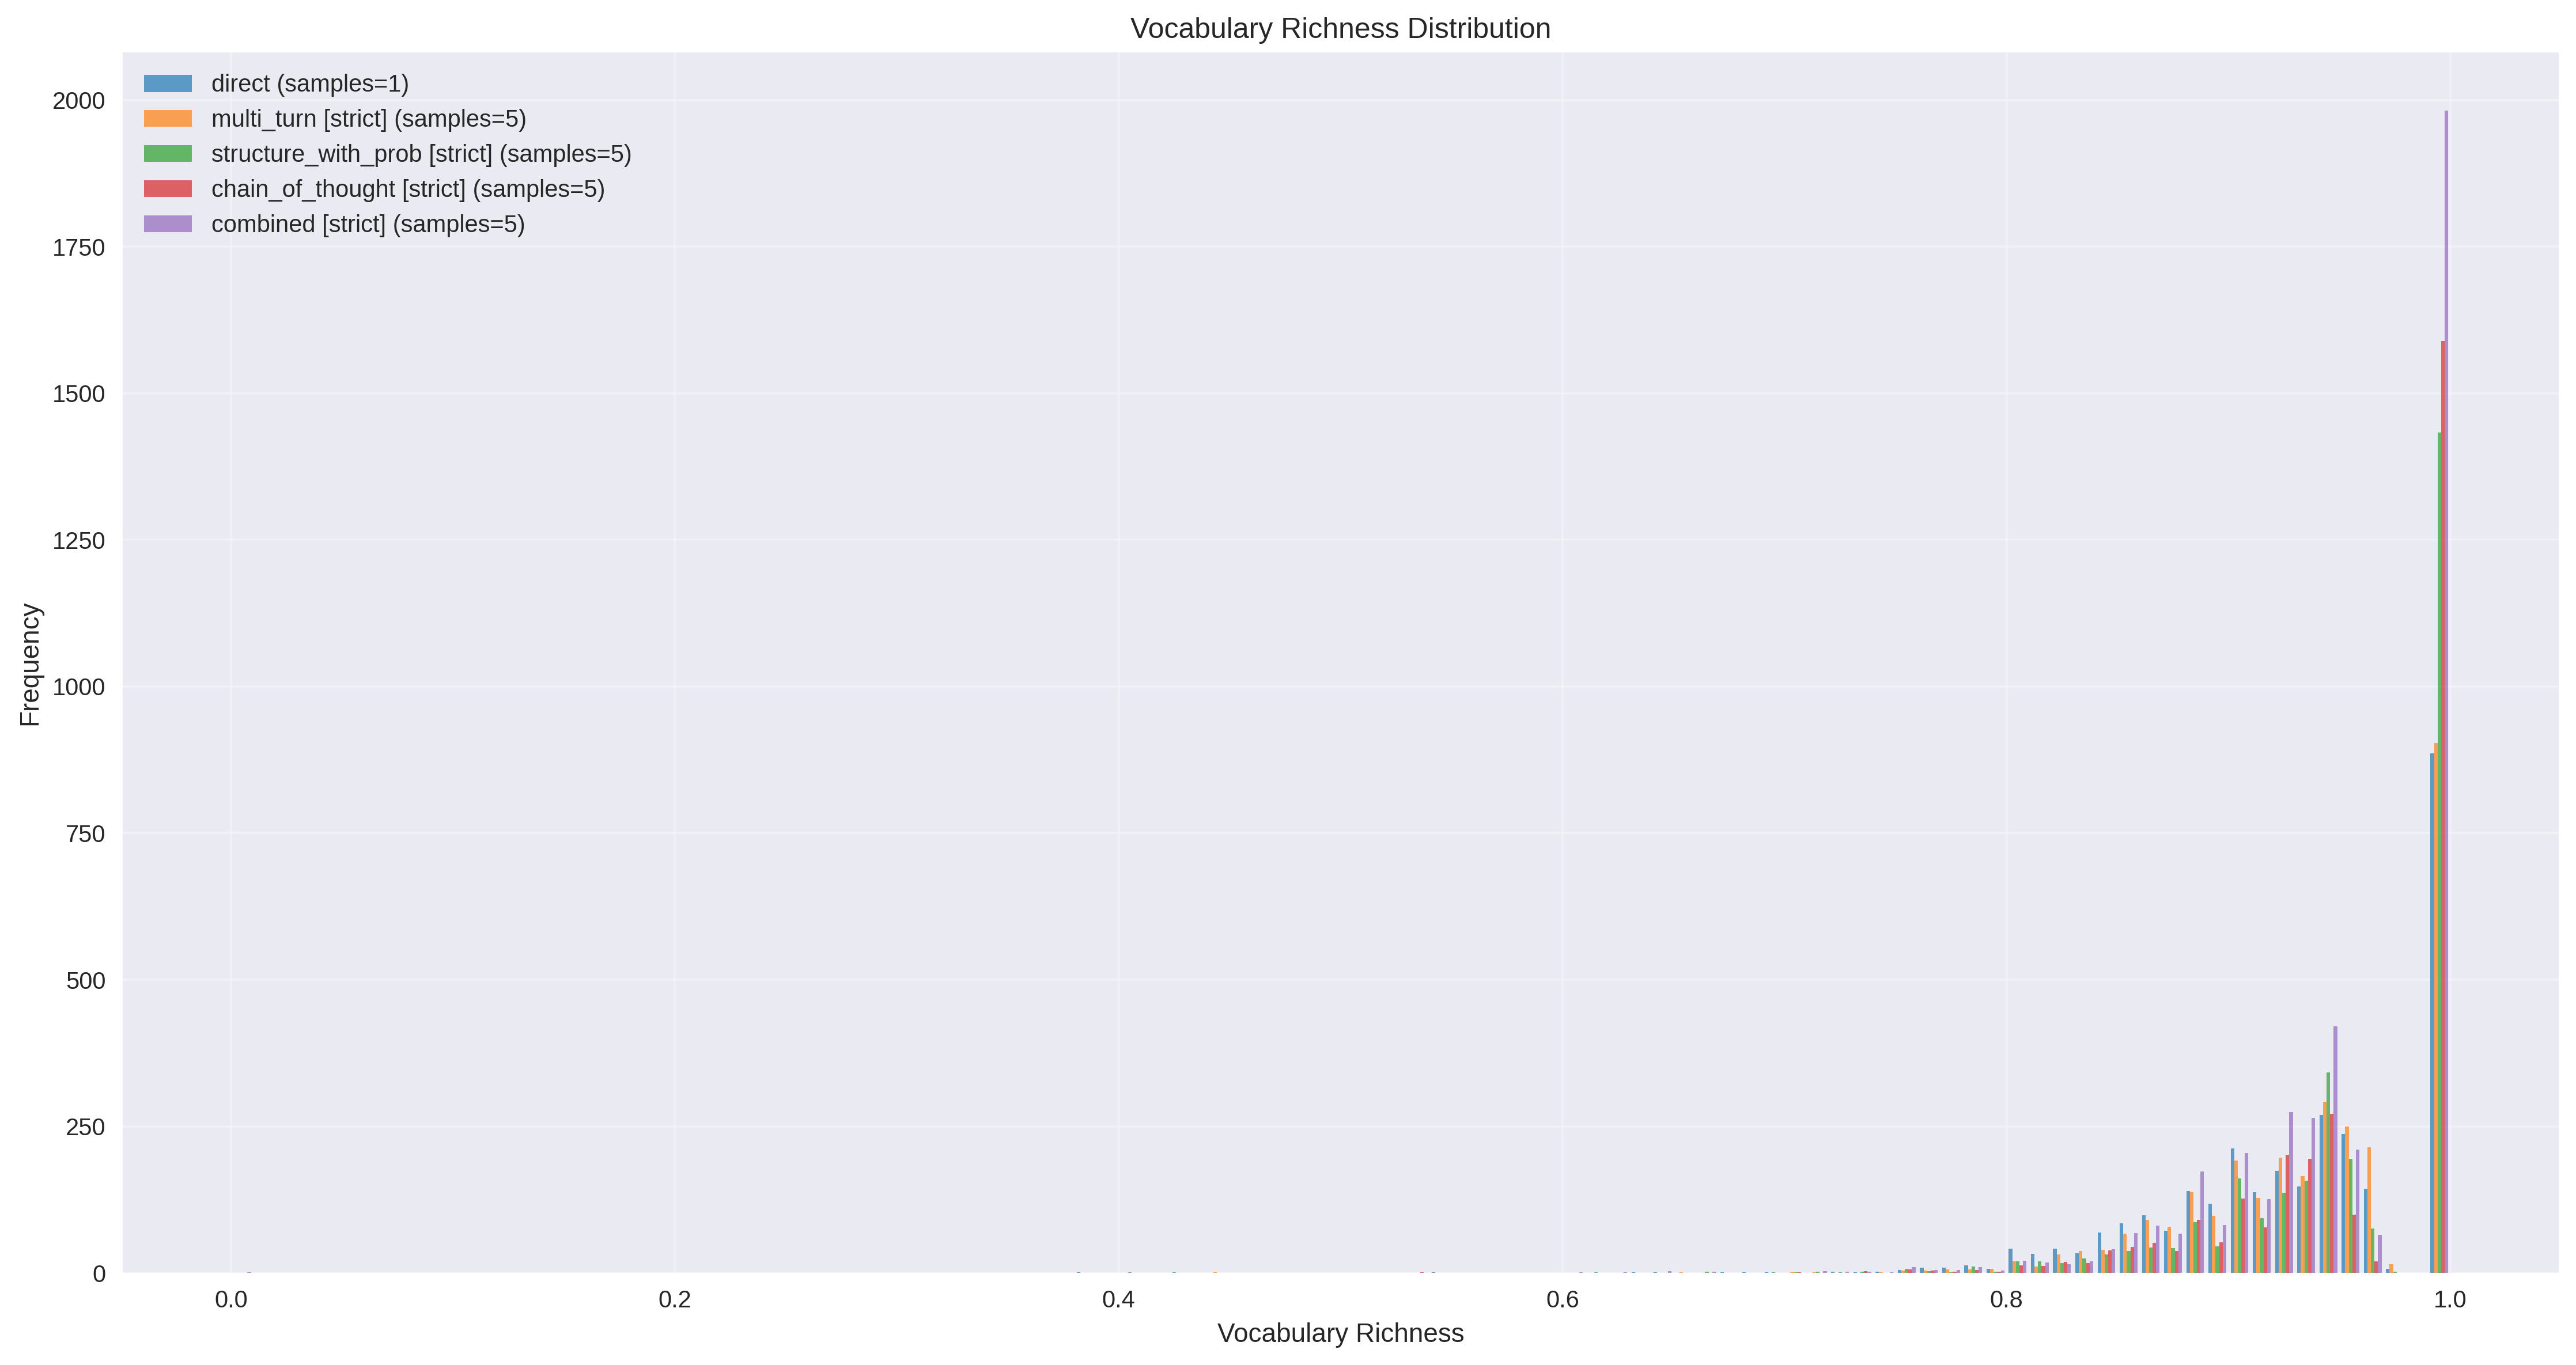 Vocabulary Richness Distribution
direct (samples=1)
multi_turn [strict] (samples=5)
structure_with_prob [strict] (samples=5)
chain_of_thought [strict] (samples=5)
combined [strict] (samples=5)
2000
1750
1500
1250
1000
750
500
250
0
Frequency
0.0 0.2 0.4 0.6 0.8 1.0
Vocabulary Richness